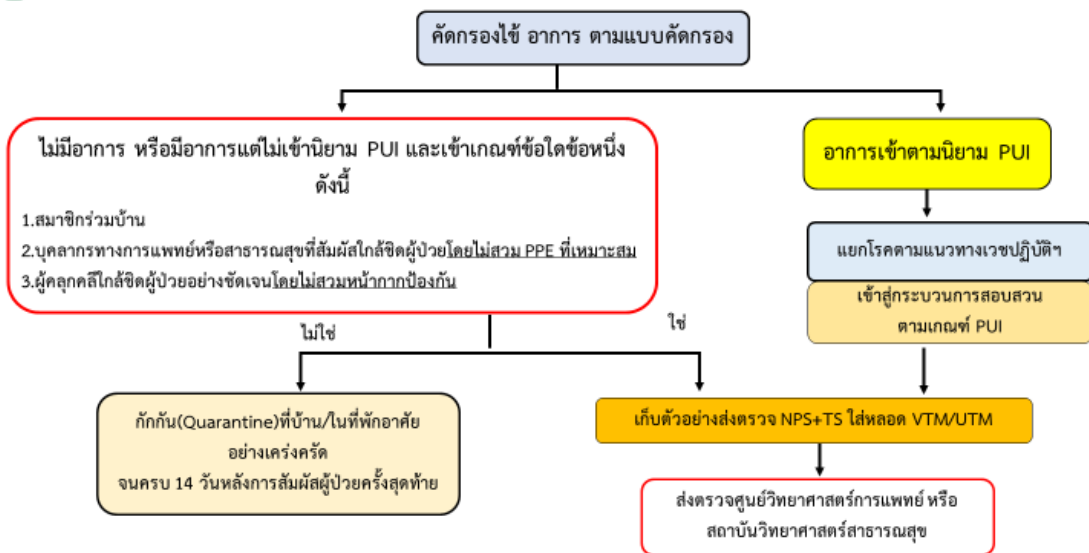 คัดกรองไข้ อาการ ตามแบบคัดกรอง
ไม่มีอาการ หรือมีอาการแต่ไม่เข้านิยาม PUI และเข้าเกณฑ์ข้อใดข้อหนึ่ง
ดังนี้
1.สมาชิกร่วมบ้าน
2.บุคลากรทางการแพทย์หรือสาธารณสุขที่สัมผัสใกล้ชิดผู้ป่วยโดยไม่สวม PPE ที่เหมาะสม
3.ผู้คลุกคลีใกล้ชิดผู้ป่วยอย่างชัดเจนโดยไม่สวมหน้ากากป้องกัน
อาการเข้าตามนิยาม PUI
แยกโรคตามแนวทางเวชปฏิบัติฯ
เข้าสู่กระบวนการสอบสวน
ตามเกณฑ์ PUI
ไม่ใช่
ใช่
กักกัน(Quarantine)ที่บ้าน/ในที่พักอาศัย
อย่างเคร่งครัด
จนครบ 14 วันหลังการสัมผัสผู้ป่วยครั้งสุดท้าย
เก็บตัวอย่างส่งตรวจ NPS+TS ใส่หลอด VTM/UTM
ส่งตรวจศูนย์วิทยาศาสตร์การแพทย์ หรือ
สถาบันวิทยาศาสตร์สาธารณสุข